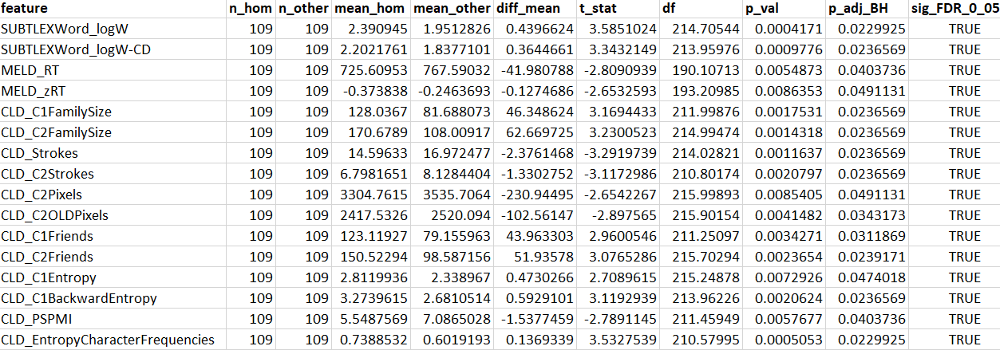 feature n_hom n_other mean_hom mean_other diff_mean t_stat df p_val p_adj_BH sig_FDR_0_05
SUBTLEXWord_logW 109 109 2.390945 1.9512826 0.4396624 3.5851024 214.70544 0.0004171 0.0229925 TRUE
SUBTLEXWord_logW-CD 109 109 2.2021761 1.8377101 0.3644661 3.3432149 213.95976 0.0009776 0.0236569 TRUE
MELD_RT 109 109 725.60953 767.59032 -41.980788 -2.8090939 190.10713 0.0054873 0.0403736 TRUE
MELD_zRT 109 109 -0.373838 -0.2463693 -0.1274686 -2.6532593 193.20985 0.0086353 0.0491131 TRUE
CLD_C1FamilySize 109 109 128.0367 81.688073 46.348624 3.1694433 211.99876 0.0017531 0.0236569 TRUE
CLD_C2FamilySize 109 109 170.6789 108.00917 62.669725 3.2300523 214.99474 0.0014318 0.0236569 TRUE
CLD_Strokes 109 109 14.59633 16.972477 -2.3761468 -3.2919739 214.02821 0.0011637 0.0236569 TRUE
CLD_C2Strokes 109 109 6.7981651 8.1284404 -1.3302752 -3.1172986 210.80174 0.0020797 0.0236569 TRUE
CLD_C2Pixels 109 109 3304.7615 3535.7064 -230.94495 -2.6542267 215.99893 0.0085405 0.0491131 TRUE
CLD_C2OLDPixels 109 109 2417.5326 2520.094 -102.56147 -2.897565 215.90154 0.0041482 0.0343173 TRUE
CLD_C1Friends 109 109 123.11927 79.155963 43.963303 2.9600546 211.25097 0.0034271 0.0311869 TRUE
CLD_C2Friends 109 109 150.52294 98.587156 51.93578 3.0765286 215.70294 0.0023654 0.0239171 TRUE
CLD_C1Entropy 109 109 2.8119936 2.338967 0.4730266 2.7089615 215.24878 0.0072926 0.0474018 TRUE
CLD_C1BackwardEntropy 109 109 3.2739615 2.6810514 0.5929101 3.1192939 213.96226 0.0020624 0.0236569 TRUE
CLD_PSPMI 109 109 5.5487569 7.0865028 -1.5377459 -2.7891145 211.45949 0.0057677 0.0403736 TRUE
CLD_EntropyCharacterFrequencies 109 109 0.7388532 0.6019193 0.1369339 3.5327539 210.57995 0.0005053 0.0229925 TRUE